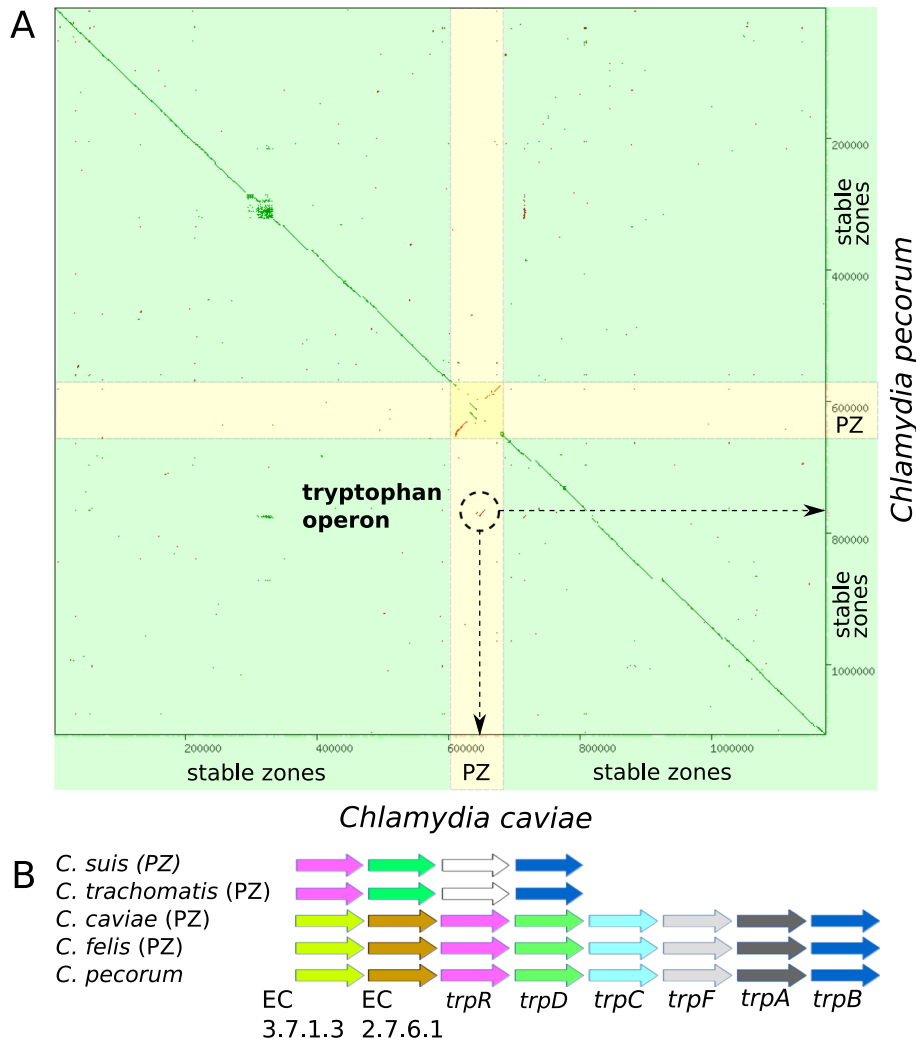 A
200000
stable
zones
400000
600000
PZ
tryptophan
operon
800000
stable
zones
1000000
Chlamydia pecorum
200000 400000 600000 800000 1000000
stable zones PZ stable zones
Chlamydia caviae
B
C. suis (PZ)
C. trachomatis (PZ)
C. caviae (PZ)
C. felis (PZ)
C. pecorum
EC EC trpR trpD trpC trpF trpA trpB
3.7.1.3 2.7.6.1